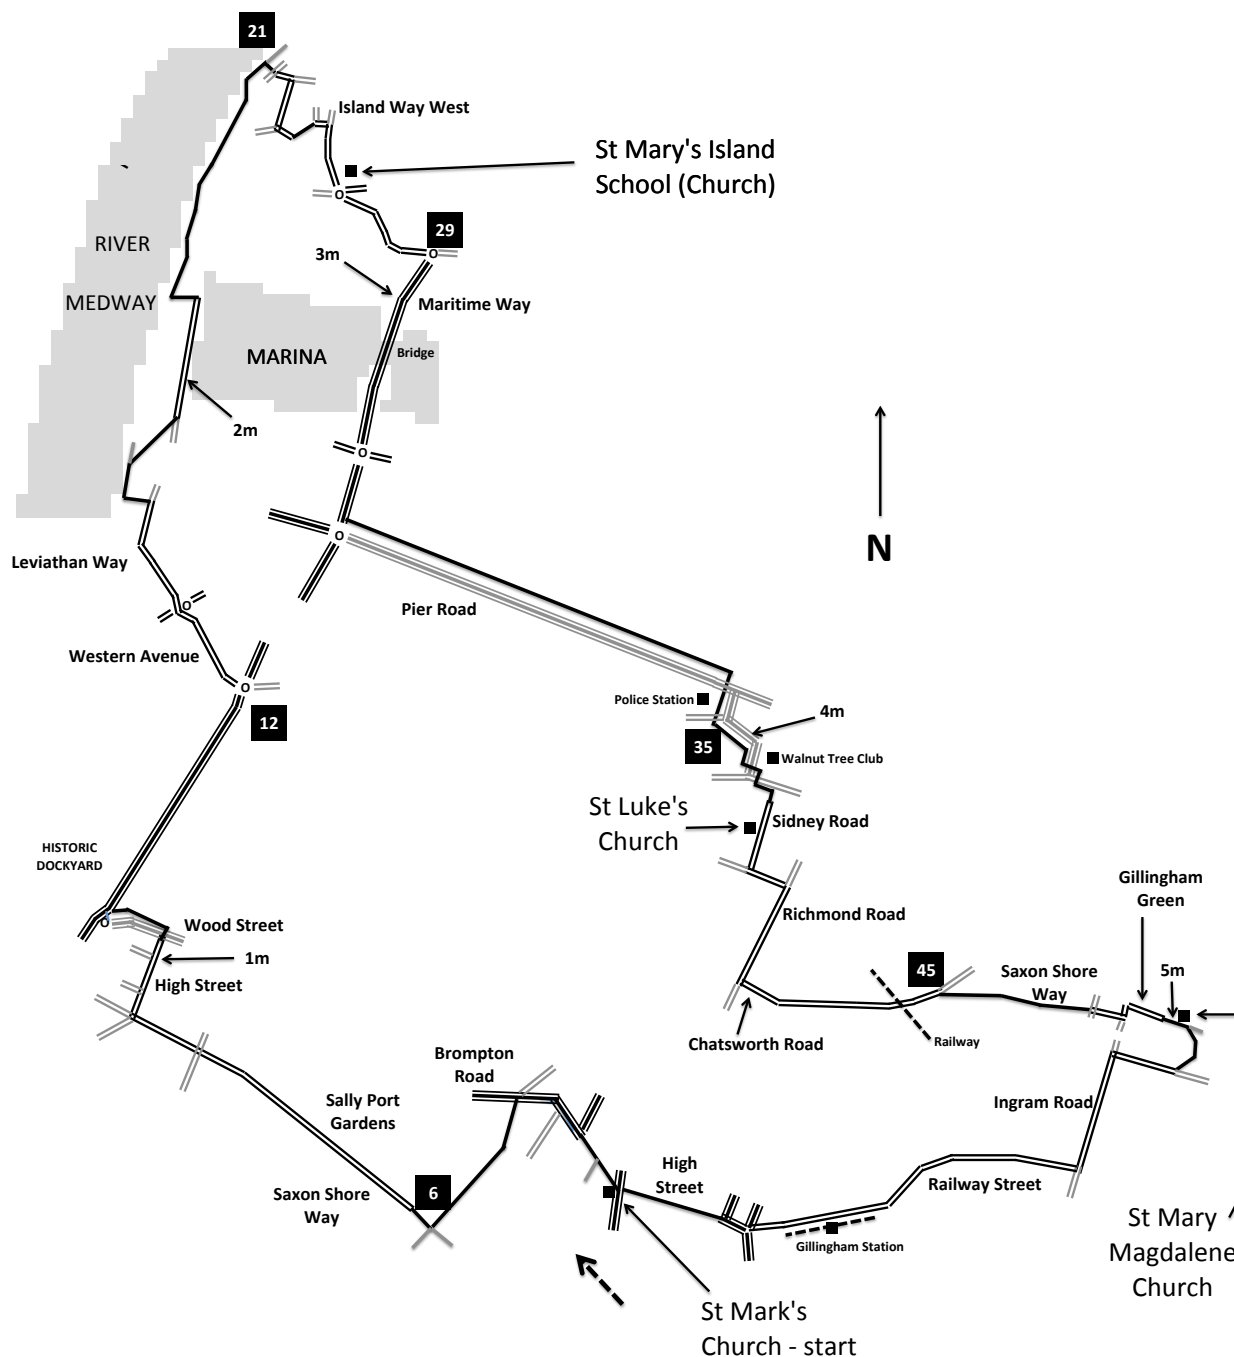 21
Island Way West
St Mary's Island
School (Church)
RIVER
29
3m
MEDWAY
Maritime Way
MARINA
Bridge
2m
N
Leviathan Way
Pier Road
Western Avenue
Police Station
12
4m
35
Walnut Tree Club
St Luke's
Church
Sidney Road
HISTORIC
DOCKYARD
Gillingham
Green
Wood Street
Richmond Road
1m
45
Saxon Shore
Way
5m
High Street
Chatsworth Road
Railway
Brompton
Road
Sally Port
Gardens
Ingram Road
High
Street
Saxon Shore
Way
6
Railway Street
St Mary
Magdalene
Church
Gillingham Station
St Mark's
Church - start